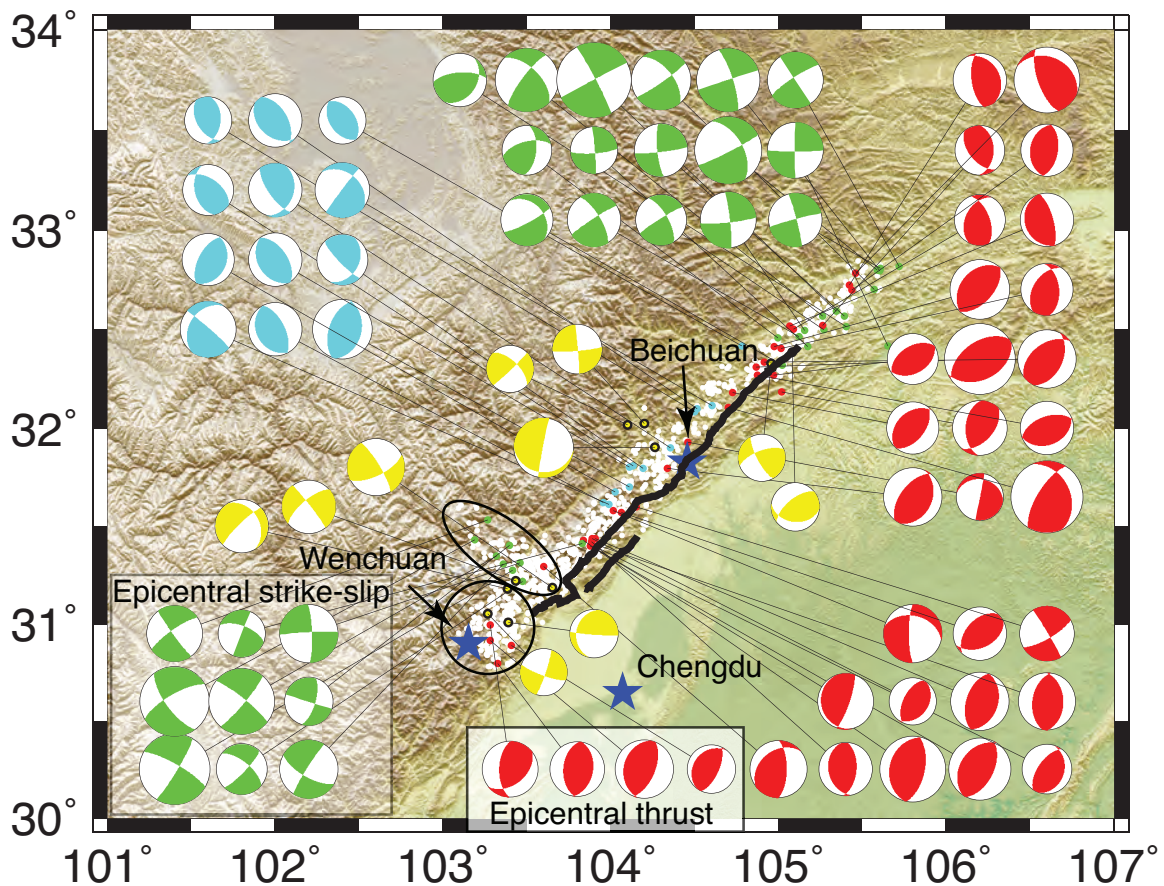 34°
33°
Beichuan
32°
Wenchuan
Epicentral strike-slip
31°
Chengdu
Epicentral thrust
30°
101° 102° 103° 104° 105° 106° 107°